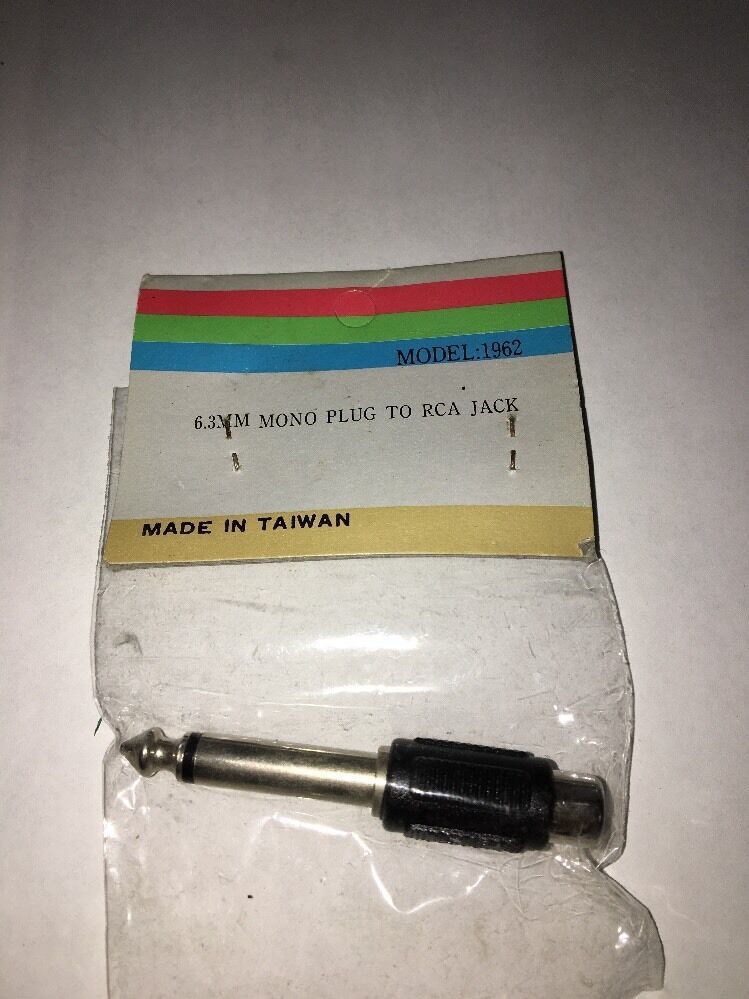 MODEL:1962
6.3MM MONO PLUG TO RCA JACK
MADE IN TAIWAN